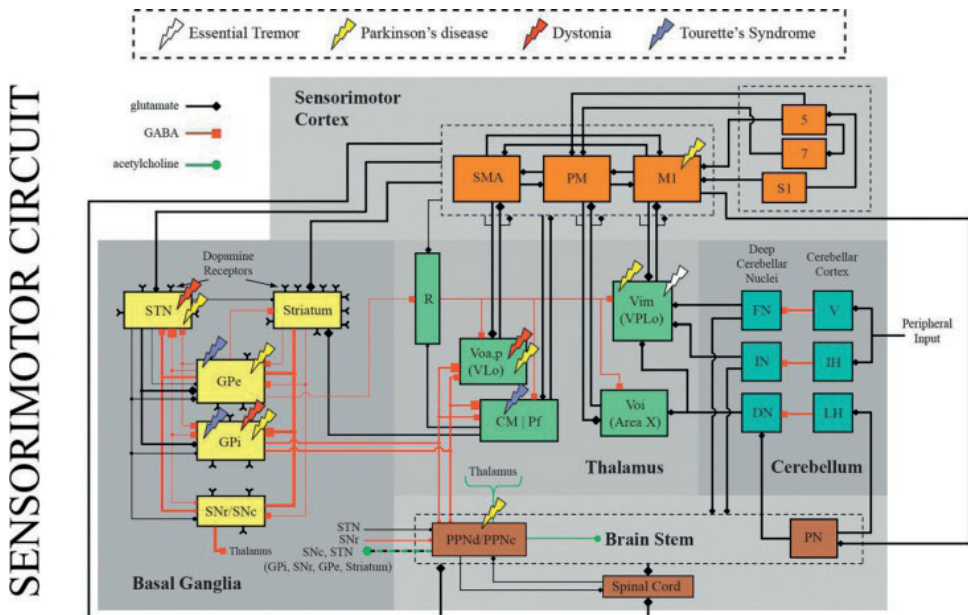 SENSORIMOTOR CIRCUIT
Essential Tremor
Parkinson's disease
Dystonia
Tourette's Syndrome
glutamate
GABA
acetylcholine
Sensorimotor
Cortex
SMA
PM
M1
5
7
S1
Dopamine
Receptors
STN
Striatum
GPe
GPi
SNr/SNc
Thalamus
Basal Ganglia
R
Voa,p
(VLo)
CM | Pf
Vim
(VPLo)
Voi
(Area X)
Thalamus
Deep
Cerebellar
Nuclei
Cerebellar
Cortex
FN
V
IN
IH
DN
LH
Peripheral
Input
Cerebellum
Thalamus
STN
SNr
SNc, STN
(GPi, SNr, GPe, Striatum)
PPNd/PPNc
Brain Stem
PN
Spinal Cord